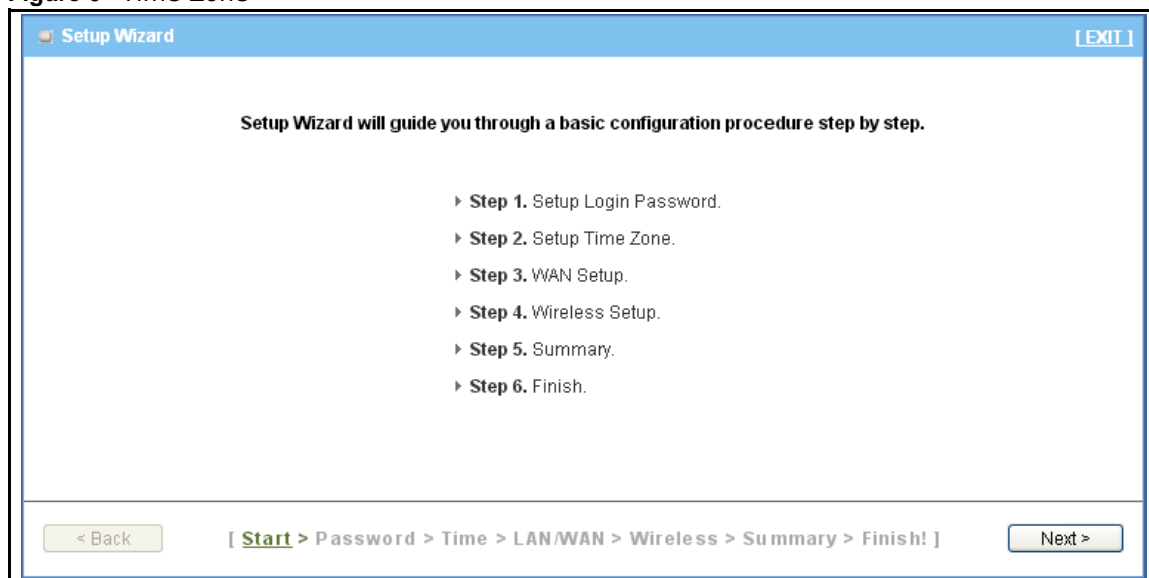 Setup Wizard [ EXIT ]
Setup Wizard will guide you through a basic configuration procedure step by step.
Step 1. Setup Login Password.
Step 2. Setup Time Zone.
Step 3. WAN Setup.
Step 4. Wireless Setup.
Step 5. Summary.
Step 6. Finish.
< Back [ Start > Password > Time > LAN/WAN > Wireless > Summary > Finish! ] Next >